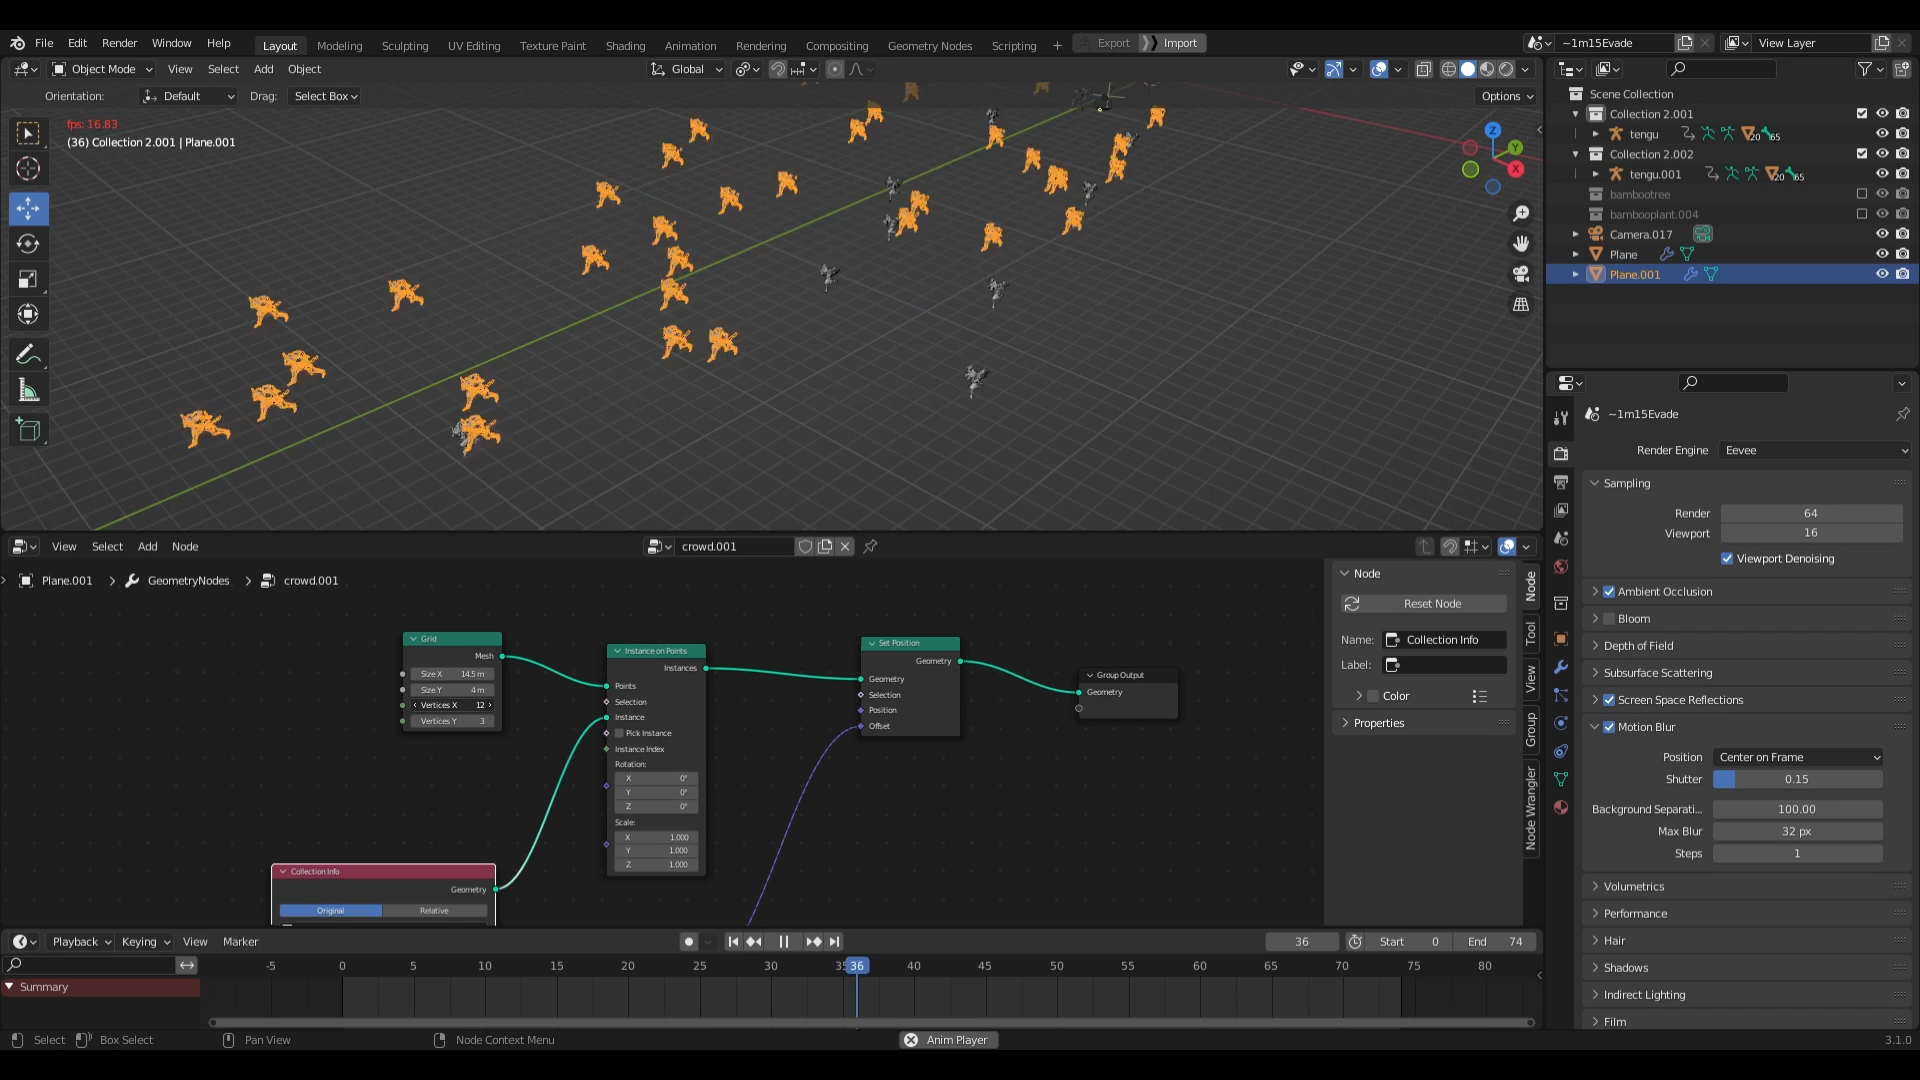 File Edit Render Window Help Layout Modeling Sculpting UV Editing Texture Paint Shading Animation Rendering Compositing Geometry Nodes Scripting + Export Import ~1m15Evade View Layer
Object Mode View Select Add Object Global
Orientation: Default Drag: Select Box Options
fps: 16.83
(36) Collection 2.001 | Plane.001
Z
Y
X
Scene Collection
Collection 2.001
tengu 20 65
Collection 2.002
tengu.001 20 65
bambootree
bambooplant.004
Camera.017
Plane
Plane.001
View Select Add Node crowd.001
Plane.001 > GeometryNodes > crowd.001
Grid
Mesh
Size X 14.5 m
Size Y 4 m
Vertices X 12
Vertices Y 3
Instance on Points
Instances
Points
Selection
Instance
Pick Instance
Instance Index
Rotation:
X 0°
Y 0°
Z 0°
Scale:
X 1.000
Y 1.000
Z 1.000
Set Position
Geometry
Geometry
Selection
Position
Offset
Group Output
Geometry
Collection Info
Geometry
Original Relative
Node
Reset Node
Name: Collection Info
Label:
Color
Properties
Node
Tool
View
Group
Node Wrangler
~1m15Evade
Render Engine Eevee
Sampling
Render 64
Viewport 16
Viewport Denoising
Ambient Occlusion
Bloom
Depth of Field
Subsurface Scattering
Screen Space Reflections
Motion Blur
Position Center on Frame
Shutter 0.15
Background Separati... 100.00
Max Blur 32 px
Steps 1
Volumetrics
Performance
Hair
Shadows
Indirect Lighting
Film
Playback Keying View Marker 36 Start 0 End 74
-5 0 5 10 15 20 25 30 35 36 40 45 50 55 60 65 70 75 80
Summary
Select Box Select Pan View Node Context Menu Anim Player 3.1.0